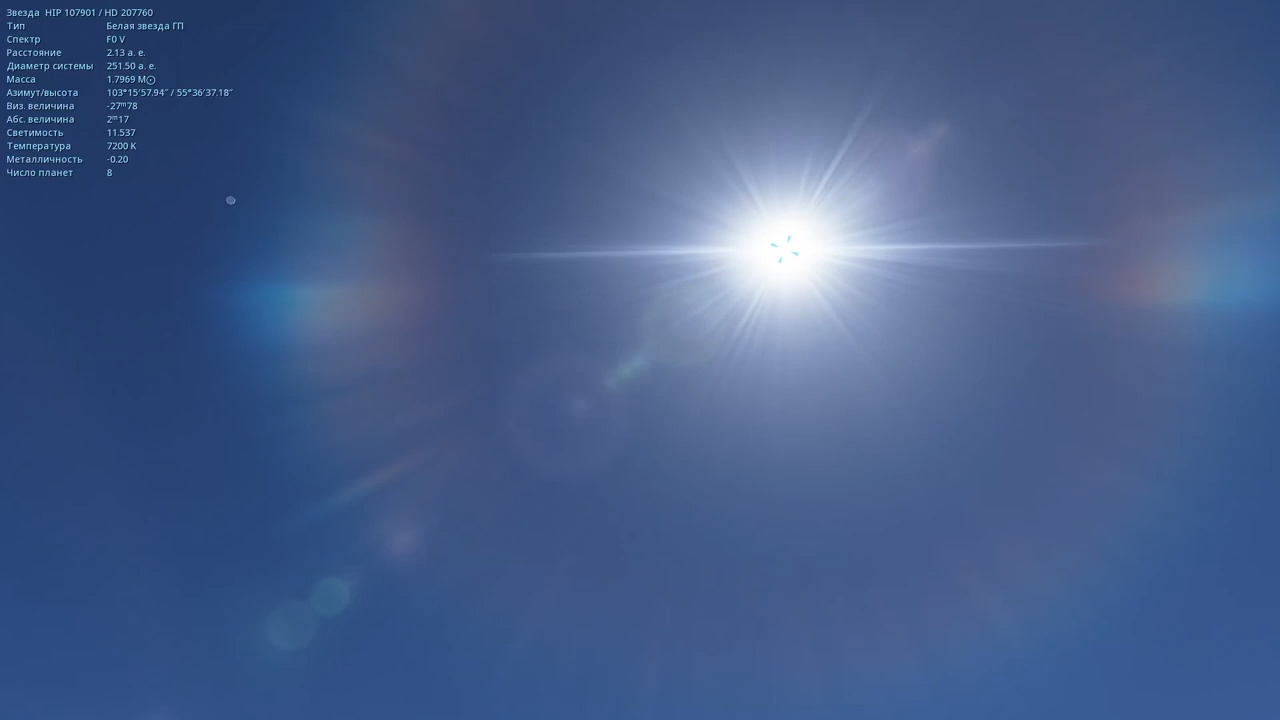 Звезда HIP 107901 / HD 207760
Тип Белая звезда ГП
Спектр F0 V
Расстояние 2.13 а. е.
Диаметр системы 251.50 а. е.
Масса 1.7969 M☉
Азимут/высота 103°15′57.94″ / 55°36′37.18″
Виз. величина -27ᵐ78
Абс. величина 2ᵐ17
Светимость 11.537
Температура 7200 K
Металличность -0.20
Число планет 8